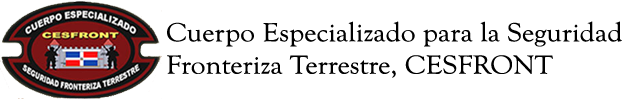 CUERPO ESPECIALIZADO
CESFRONT
SEGURIDAD FRONTERIZA TERRESTRE
Cuerpo Especializado para la Seguridad
Fronteriza Terrestre, CESFRONT